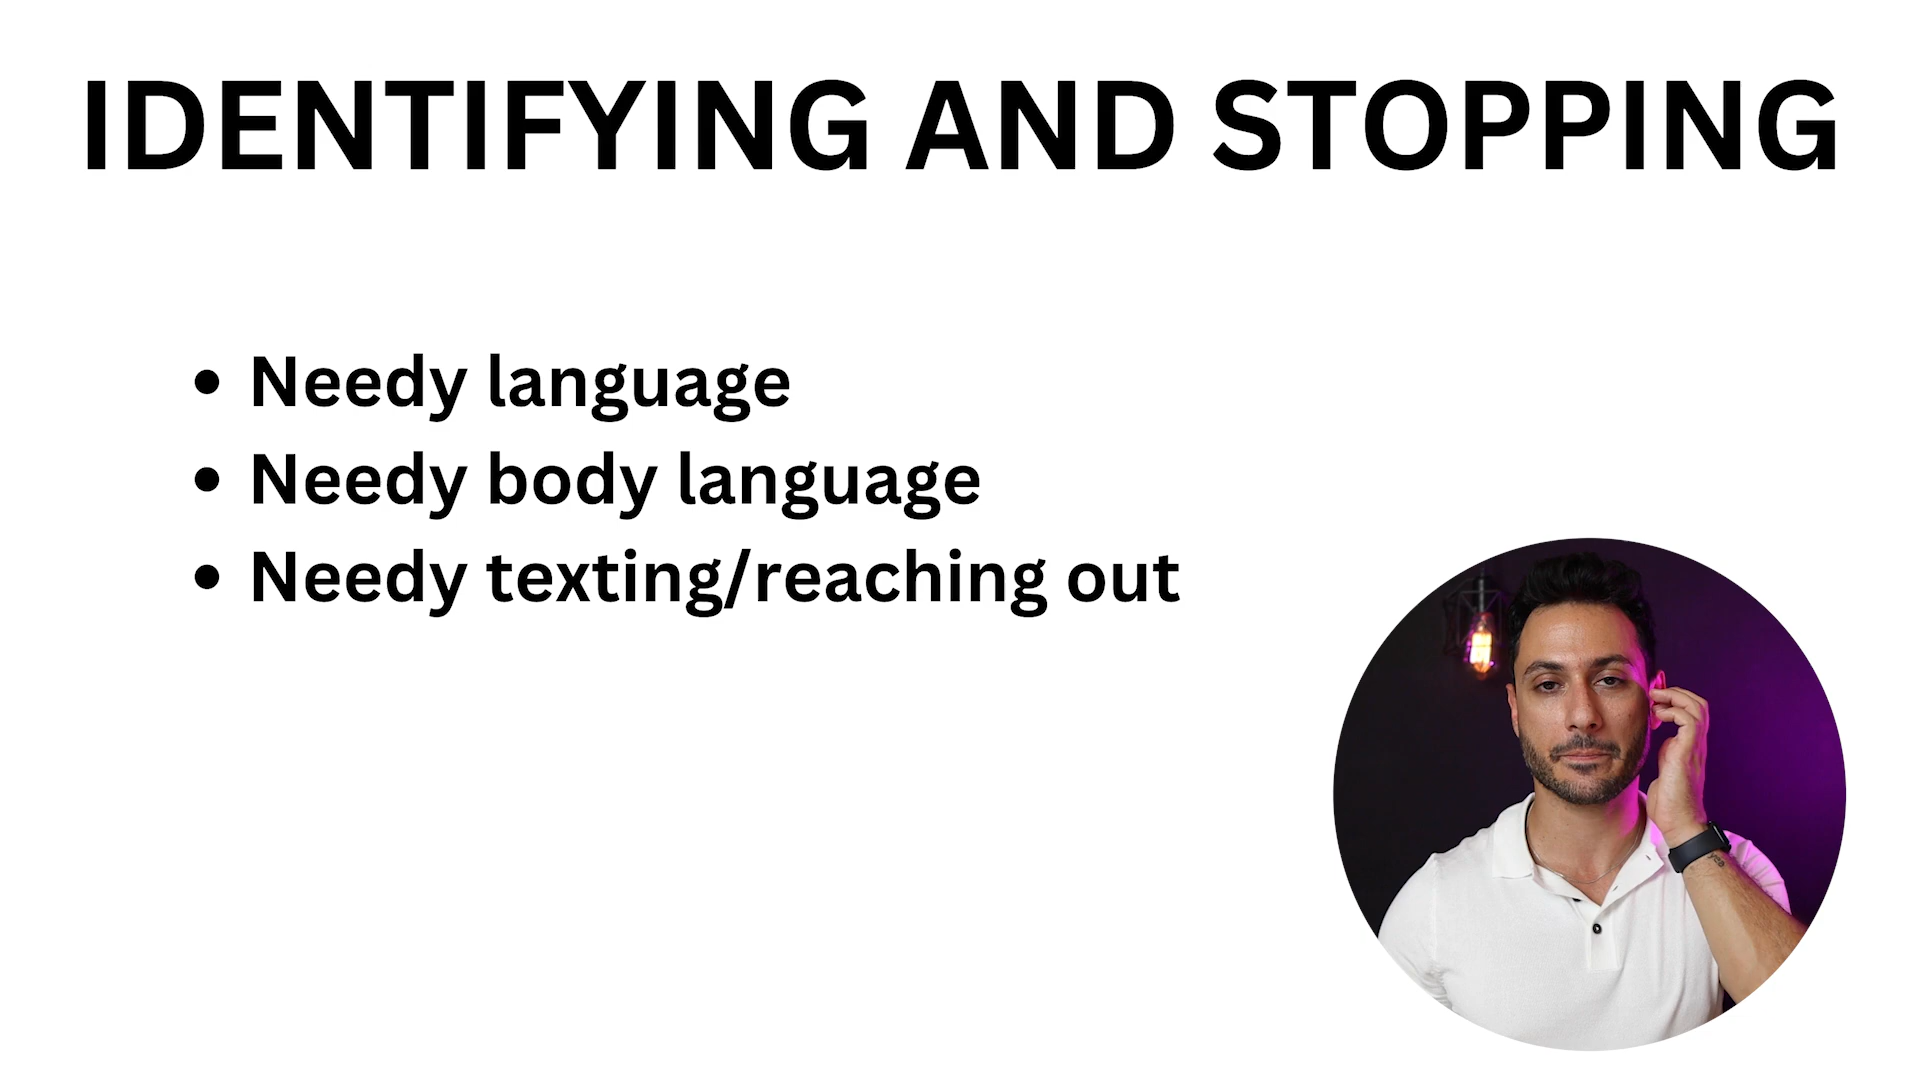 IDENTIFYING AND STOPPING
• Needy language
• Needy body language
• Needy texting/reaching out